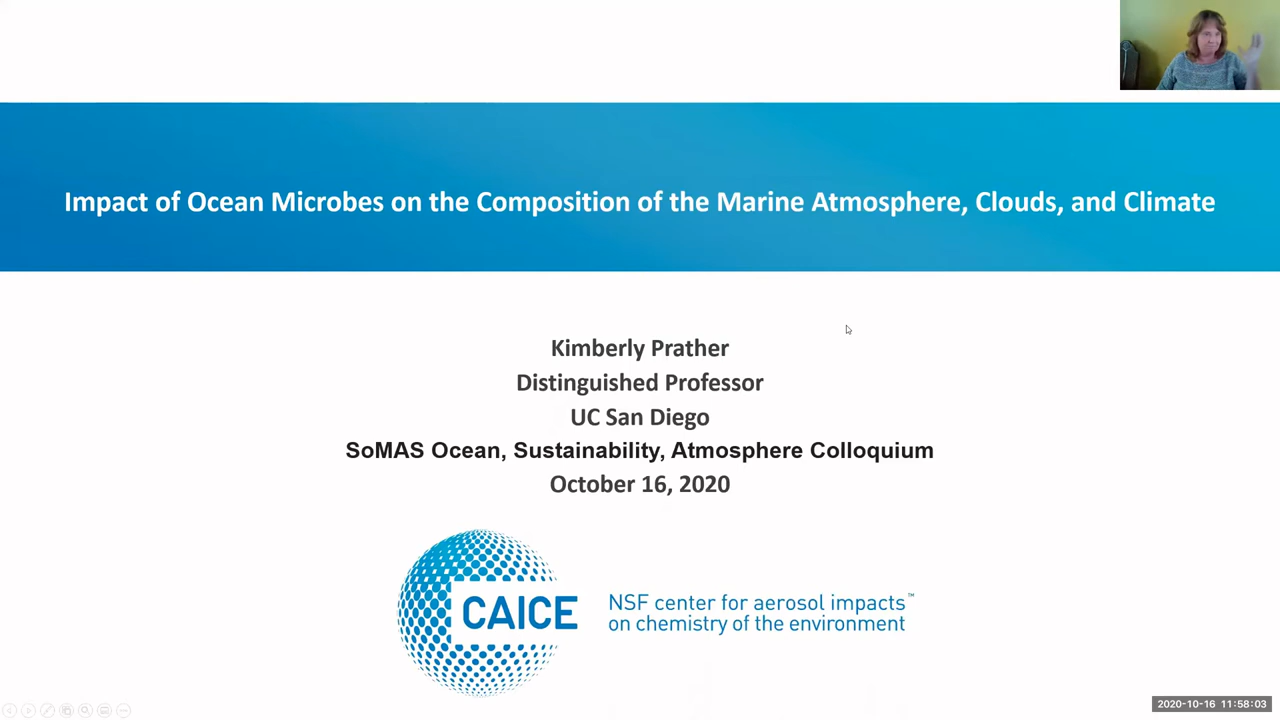 Impact of Ocean Microbes on the Composition of the Marine Atmosphere, Clouds, and Climate
Kimberly Prather
Distinguished Professor
UC San Diego
SoMAS Ocean, Sustainability, Atmosphere Colloquium
October 16, 2020
CAICE
NSF center for aerosol impacts™
on chemistry of the environment
2020-10-16 11:58:03